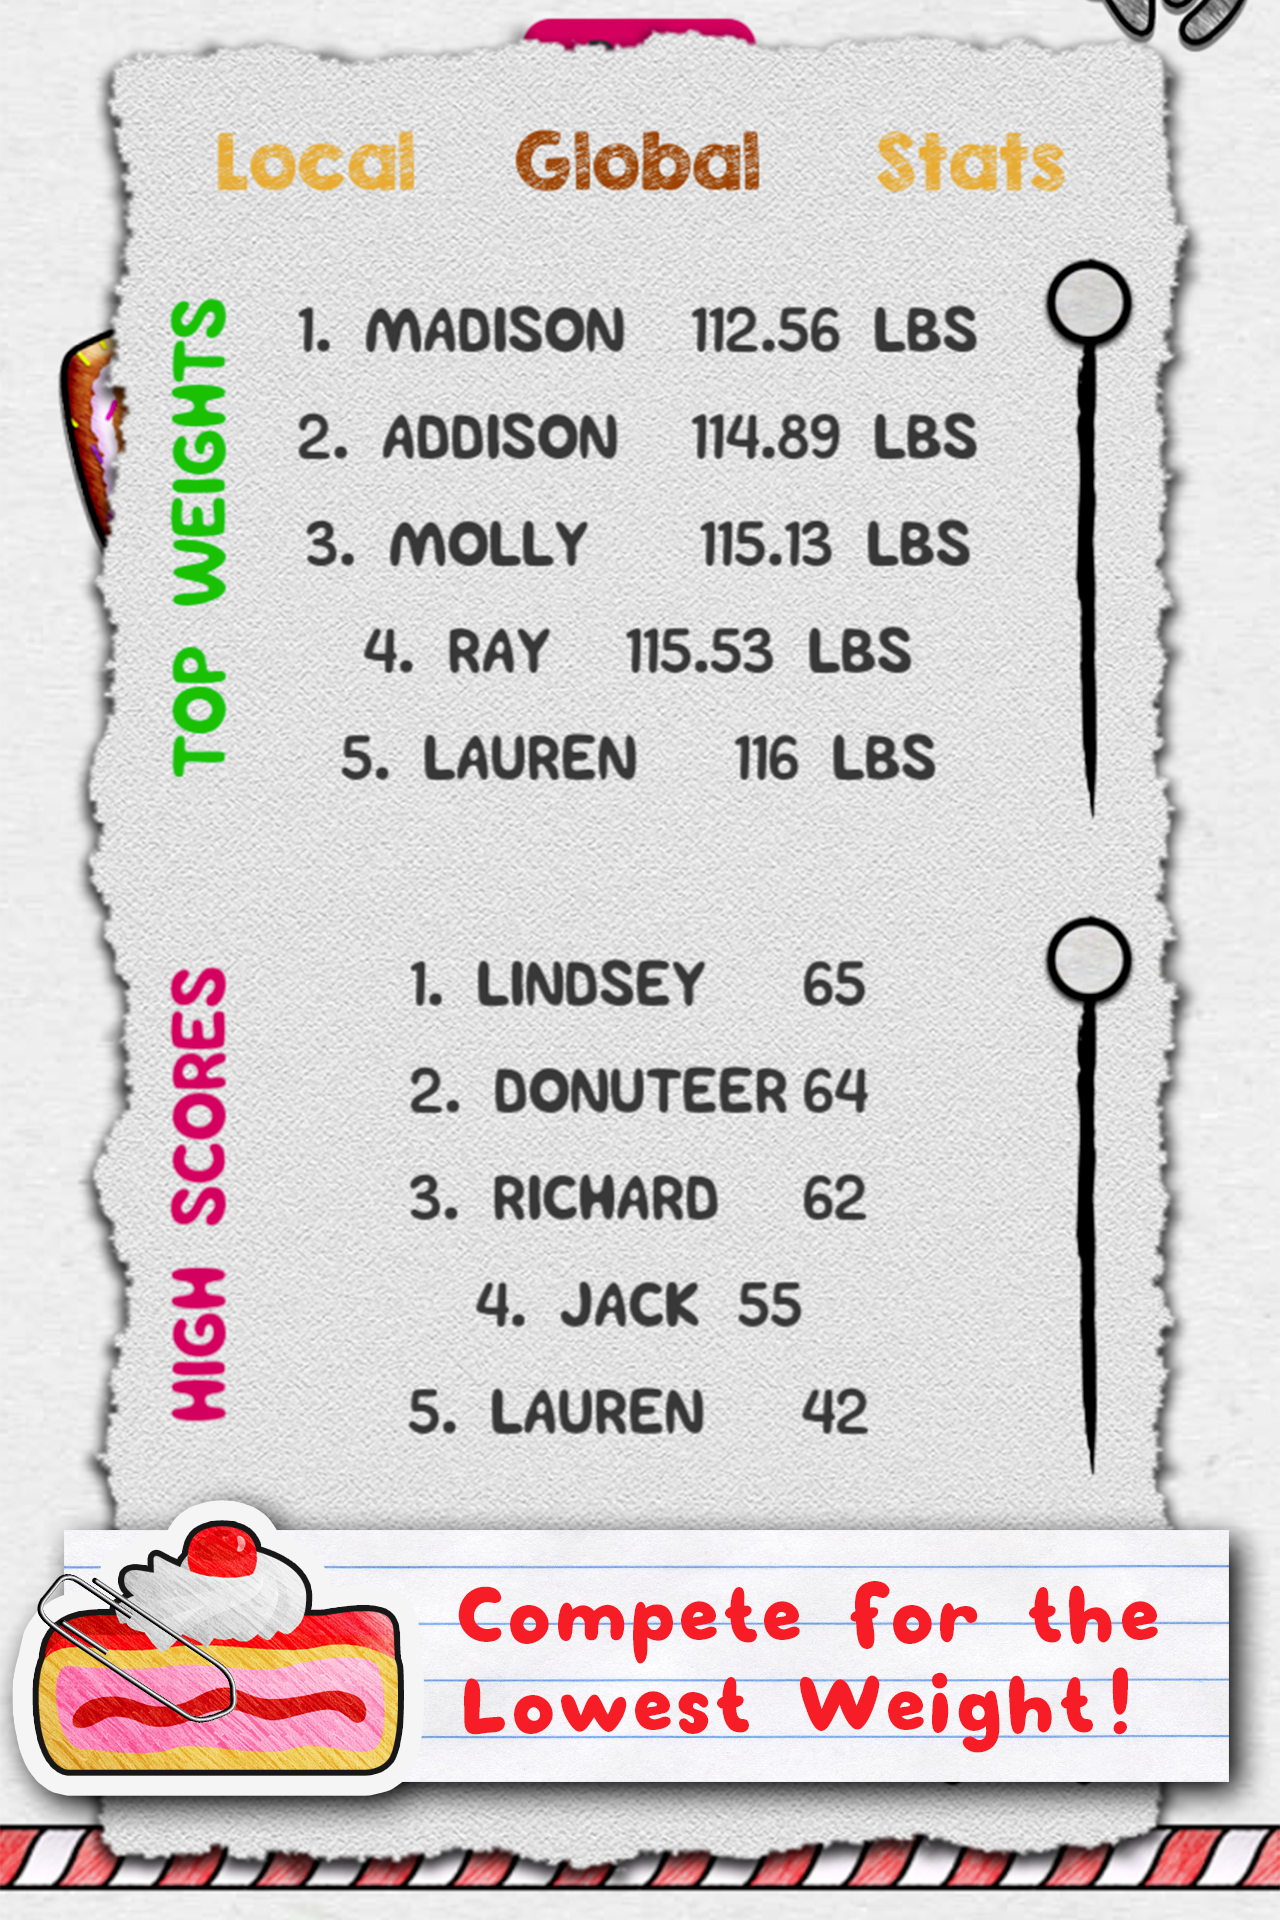 Local Global Stats
TOP WEIGHTS
1. MADISON 112.56 LBS
2. ADDISON 114.89 LBS
3. MOLLY 115.13 LBS
4. RAY 115.53 LBS
5. LAUREN 116 LBS
HIGH SCORES
1. LINDSEY 65
2. DONUTEER 64
3. RICHARD 62
4. JACK 55
5. LAUREN 42
Compete for the
Lowest Weight!